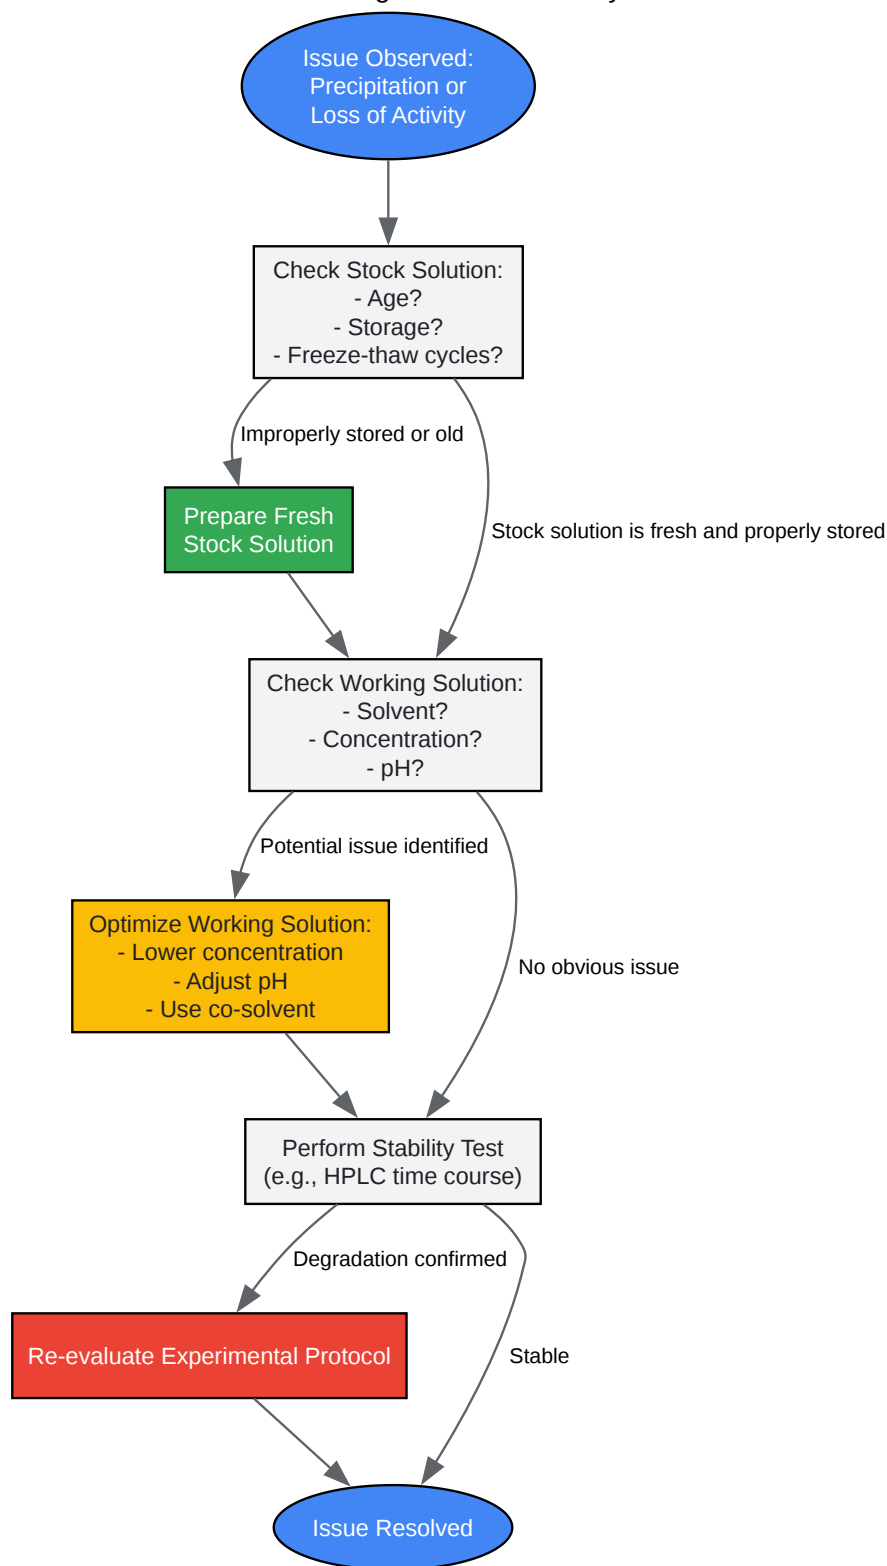 Issue Observed:
Precipitation or
Loss of Activity
Check Stock Solution:
- Age?
- Storage?
- Freeze-thaw cycles?
Improperly stored or old
Prepare Fresh
Stock Solution
Stock solution is fresh and properly stored
Check Working Solution:
- Solvent?
- Concentration?
- pH?
Potential issue identified
Optimize Working Solution:
- Lower concentration
- Adjust pH
- Use co-solvent
No obvious issue
Perform Stability Test
(e.g., HPLC time course)
Degradation confirmed
Re-evaluate Experimental Protocol
Stable
Issue Resolved